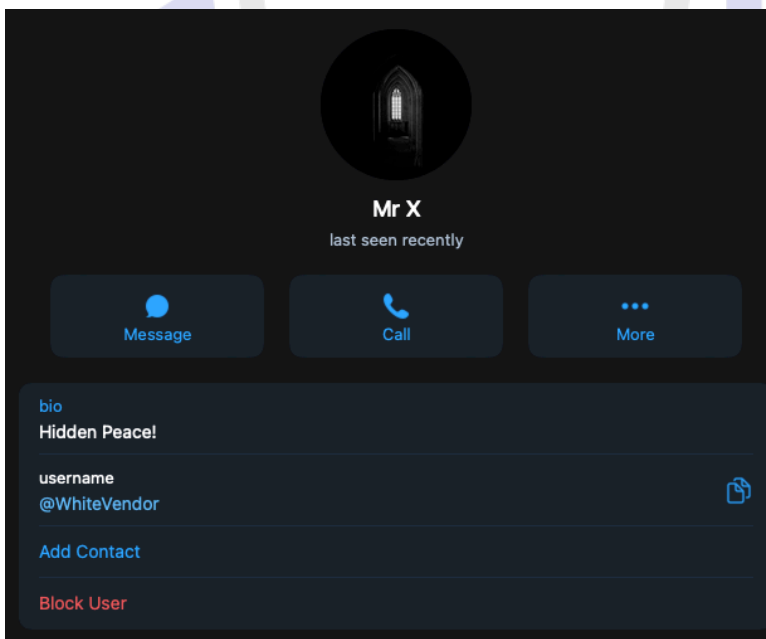 Mr X
last seen recently
Message
Call
More
bio
Hidden Peace!
username
@WhiteVendor
Add Contact
Block User